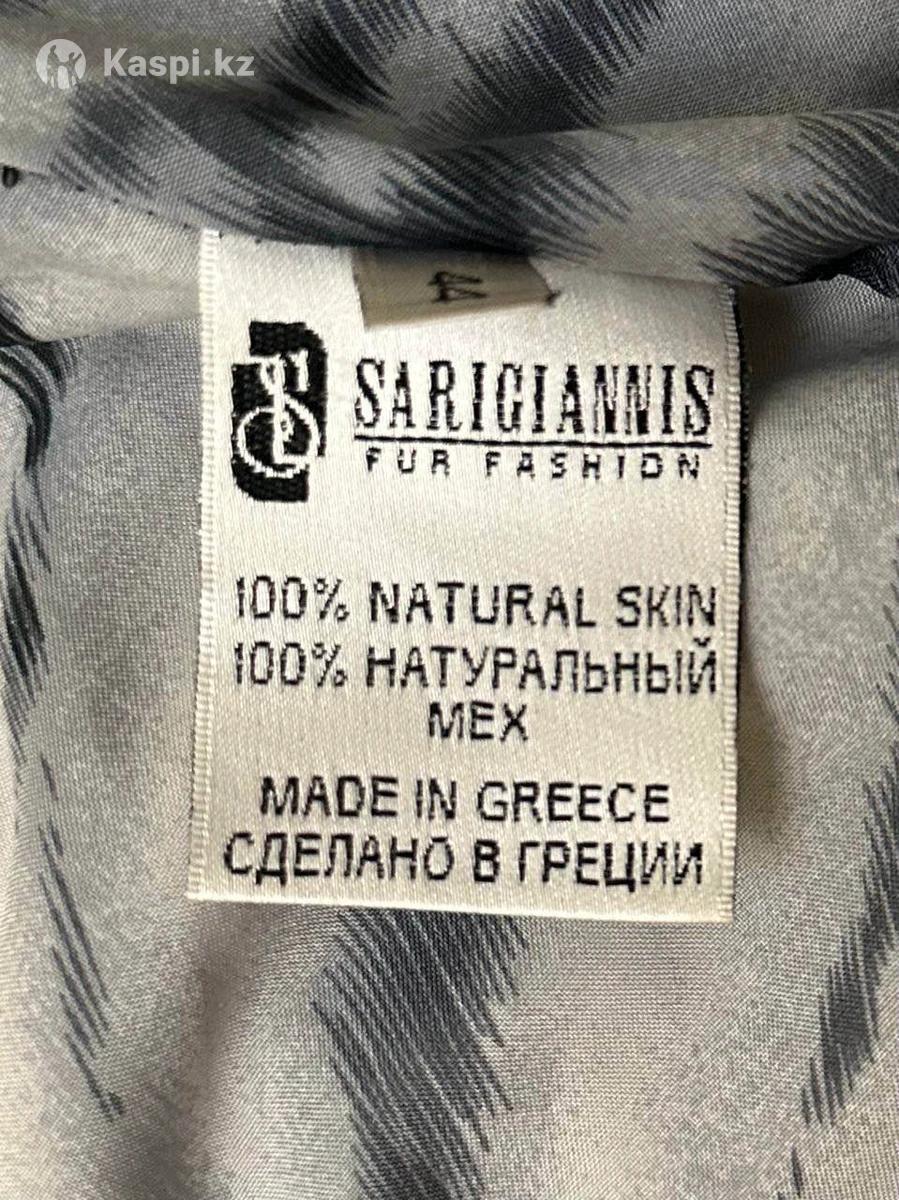 Kaspi.kz
44
SARIGIANNIS
FUR FASHION
100% NATURAL SKIN
100% НАТУРАЛЬНЫЙ
МЕХ
MADE IN GREECE
СДЕЛАНО В ГРЕЦИИ